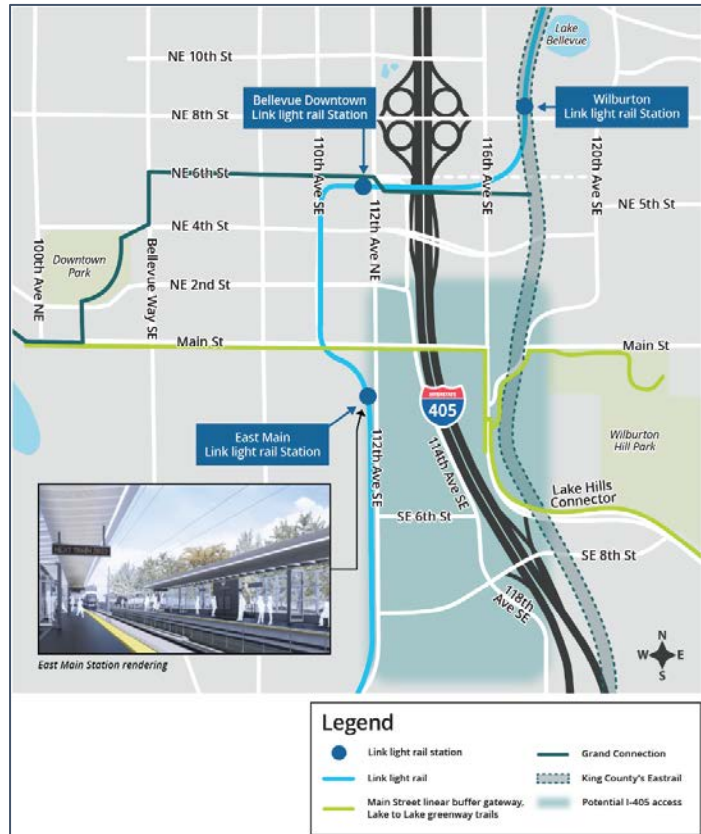 Lake
Bellevue
NE 10th St
Bellevue Downtown
Link light rail Station
Wilburton
Link light rail Station
NE 8th St
110th Ave SE
116th Ave SE
120th Ave SE
NE 6th St
112th Ave NE
NE 5th St
NE 4th St
100th Ave NE
Downtown
Park
Bellevue Way SE
NE 2nd St
Main St
Main St
405
East Main
Link light rail Station
112th Ave SE
114th Ave SE
Wilburton
Hill Park
Lake Hills
Connector
SE 6th St
SE 8th St
118th
Ave SE
East Main Station rendering
N
W E
S
Legend
Link light rail station
Link light rail
Main Street linear buffer gateway,
Lake to Lake greenway trails
Grand Connection
King County's Eastrail
Potential I-405 access